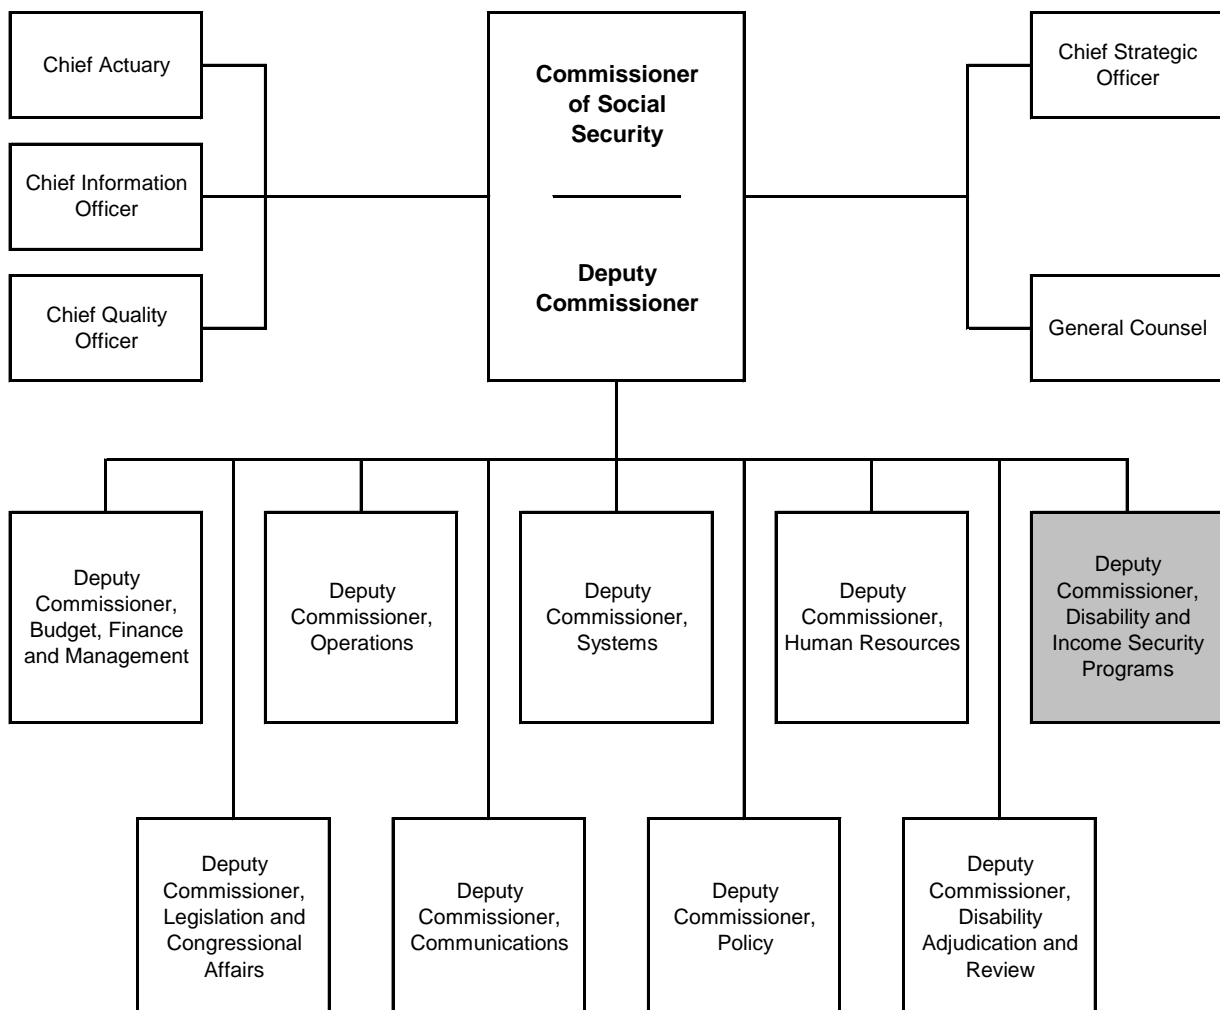 Chief Actuary
Commissioner
of Social
Security
Chief Strategic
Officer
Chief Information
Officer
Deputy
Commissioner
Chief Quality
Officer
General Counsel
Deputy
Commissioner,
Budget, Finance
and Management
Deputy
Commissioner,
Operations
Deputy
Commissioner,
Systems
Deputy
Commissioner,
Human Resources
Deputy
Commissioner,
Disability and
Income Security
Programs
Deputy
Commissioner,
Legislation and
Congressional
Affairs
Deputy
Commissioner,
Communications
Deputy
Commissioner,
Policy
Deputy
Commissioner,
Disability
Adjudication and
Review